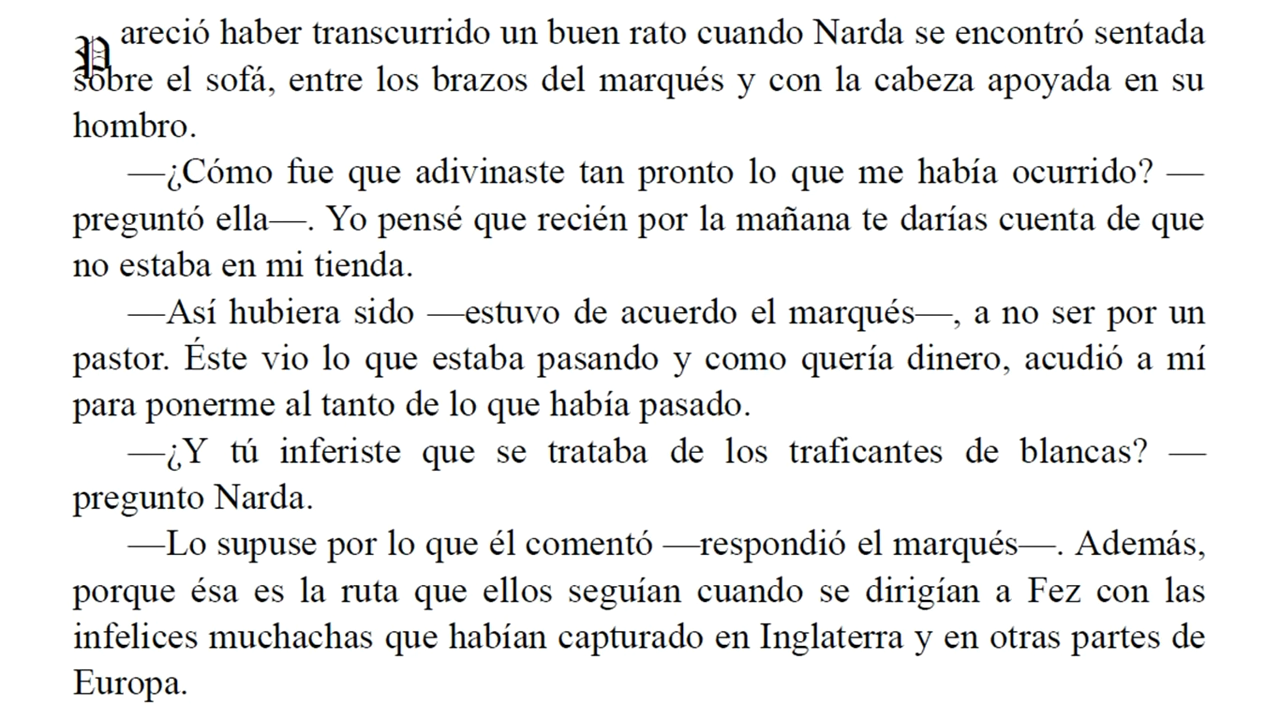 Pareció haber transcurrido un buen rato cuando Narda se encontró sentada
sobre el sofá, entre los brazos del marqués y con la cabeza apoyada en su
hombro.
—¿Cómo fue que adivinaste tan pronto lo que me había ocurrido? —
preguntó ella—. Yo pensé que recién por la mañana te darías cuenta de que
no estaba en mi tienda.
—Así hubiera sido —estuvo de acuerdo el marqués—, a no ser por un
pastor. Éste vio lo que estaba pasando y como quería dinero, acudió a mí
para ponerme al tanto de lo que había pasado.
—¿Y tú inferiste que se trataba de los traficantes de blancas? —
pregunto Narda.
—Lo supuse por lo que él comentó —respondió el marqués—. Además,
porque ésa es la ruta que ellos seguían cuando se dirigían a Fez con las
infelices muchachas que habían capturado en Inglaterra y en otras partes de
Europa.